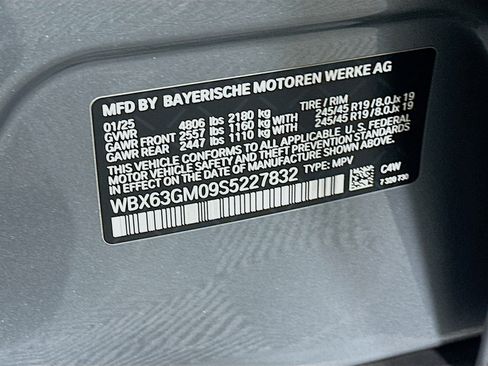 MFD BY BAYERISCHE MOTOREN WERKE AG
01/25 TIRE / RIM
GVWR 4806 lbs 2180 kg
GAWR FRONT 2557 lbs 1160 kg WITH 245/45 R19 / 8.0Jx 19
GAWR REAR 2447 lbs 1110 kg WITH 245/45 R19 / 8.0Jx 19
THIS VEHICLE CONFORMS TO ALL APPLICABLE U.S. FEDERAL
MOTOR VEHICLE SAFETY, BUMPER, AND THEFT PREVENTION
STANDARDS IN EFFECT ON THE DATE OF MANUFACTURE SHOWN ABOVE.
WBX63GM09S5227832 TYPE: MPV
C4W